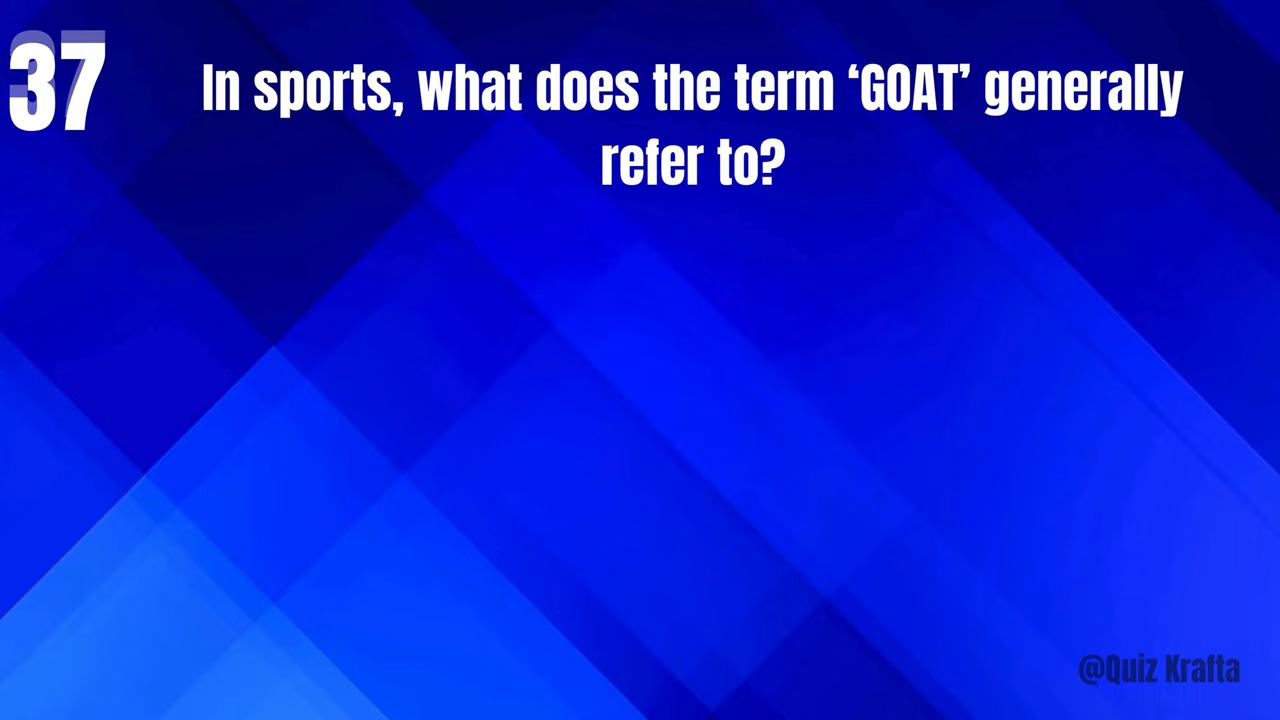 37
In sports, what does the term ‘GOAT’ generally
refer to?
@Quiz Krafta